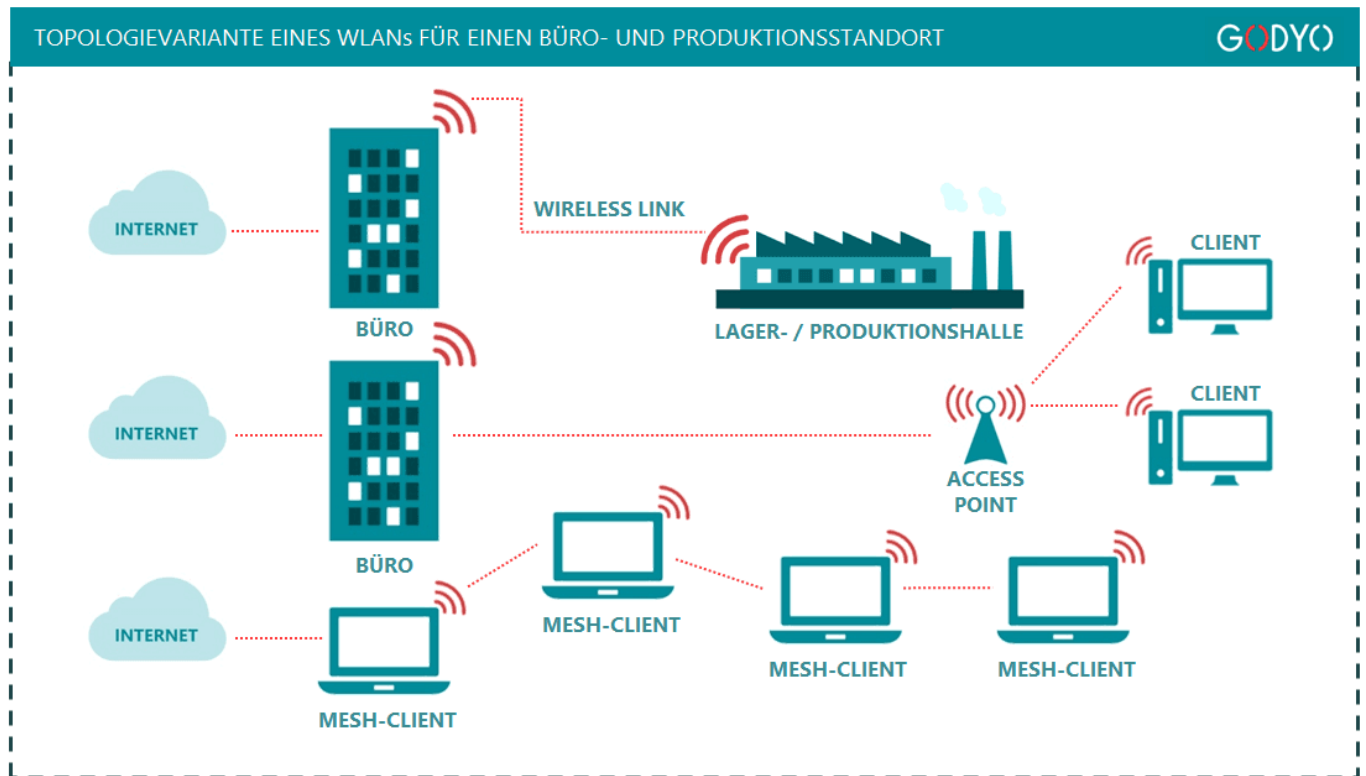 TOPOLOGIEVARIANTE EINES WLANs FÜR EINEN BÜRO- UND PRODUKTIONSSTANDORT
GODYO
INTERNET
BÜRO
WIRELESS LINK
LAGER- / PRODUKTIONSHALLE
CLIENT
INTERNET
BÜRO
ACCESS
POINT
CLIENT
INTERNET
MESH-CLIENT
MESH-CLIENT
MESH-CLIENT
MESH-CLIENT